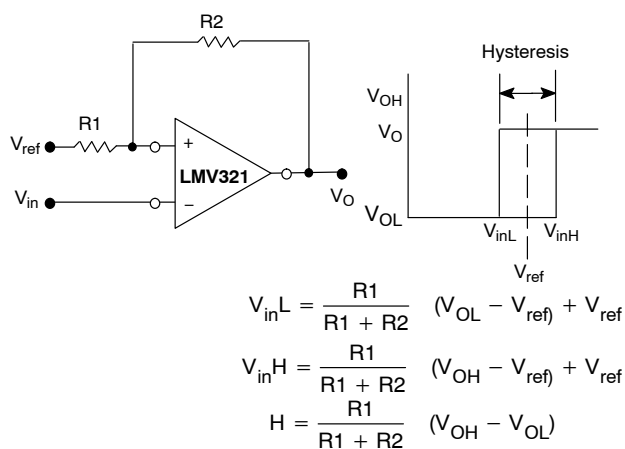 R2
Hysteresis
R1
V_OH
V_O
V_ref
+
LMV321
V_in
−
V_O
V_OL
V_inL
V_inH
V_ref
V_inL = R1 / (R1 + R2) (V_OL − V_ref) + V_ref
V_inH = R1 / (R1 + R2) (V_OH − V_ref) + V_ref
H = R1 / (R1 + R2) (V_OH − V_OL)